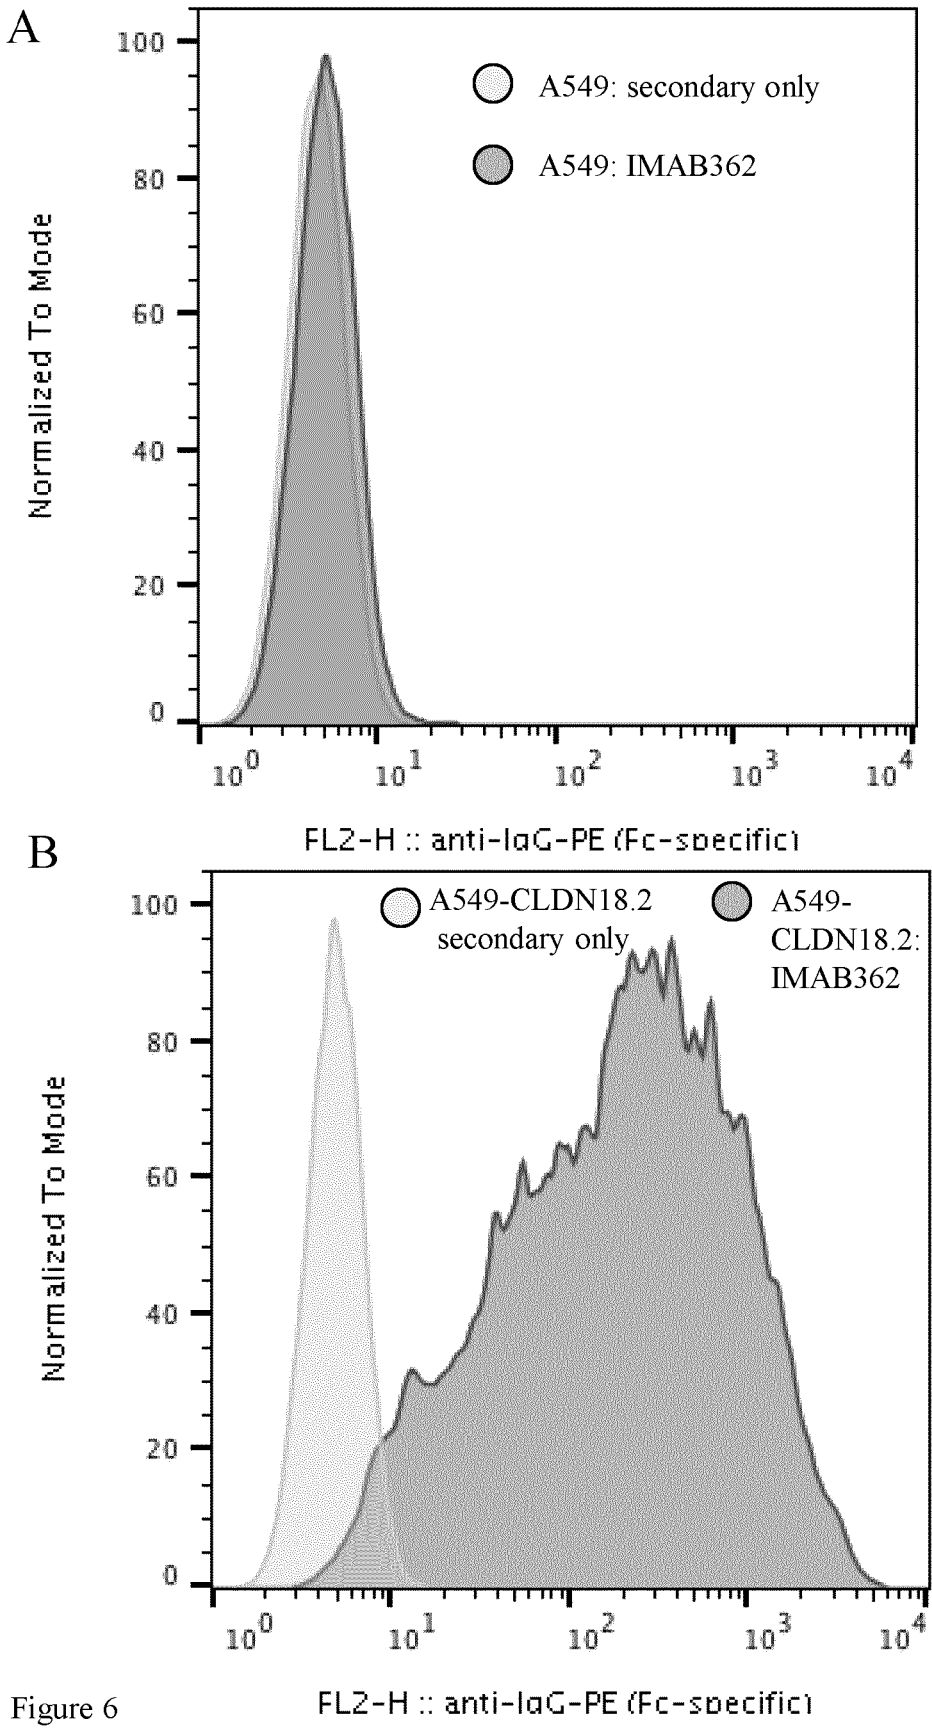 A
100
80
60
40
20
0
Normalized To Mode
A549: secondary only
A549: IMAB362
10^0 10^1 10^2 10^3 10^4
FL2-H :: anti-IgG-PE (Fc-specific)
B
100
80
60
40
20
0
Normalized To Mode
A549-CLDN18.2
secondary only
A549-
CLDN18.2:
IMAB362
10^0 10^1 10^2 10^3 10^4
FL2-H :: anti-IgG-PE (Fc-specific)
Figure 6